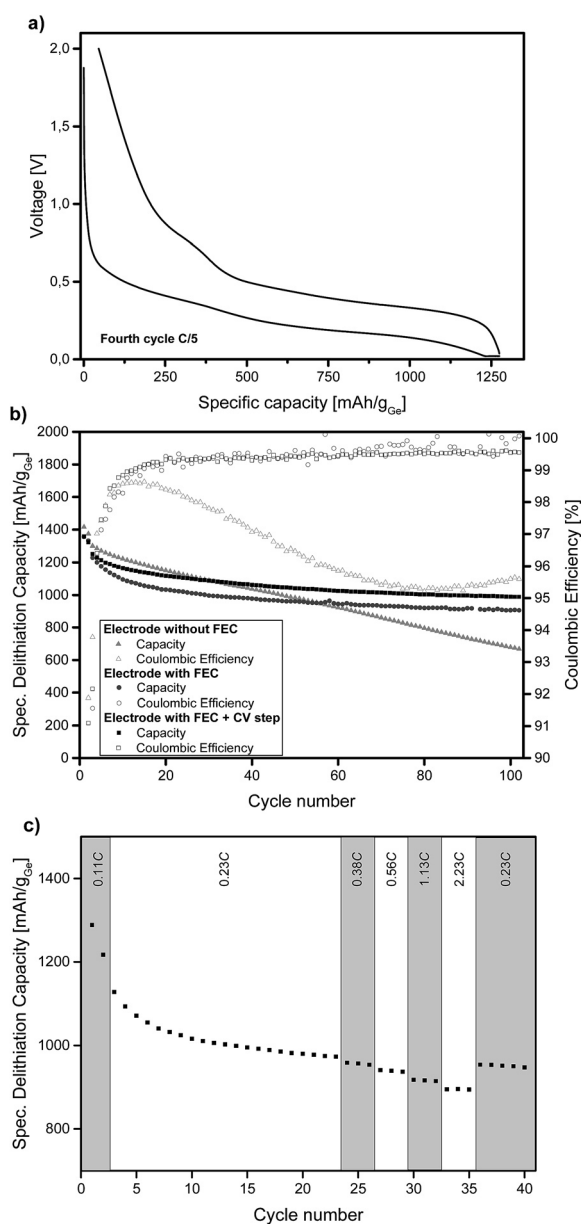 a)
2,0
1,5
1,0
0,5
0,0
Voltage [V]
Fourth cycle C/5
0 250 500 750 1000 1250
Specific capacity [mAh/gGe]
b)
2000
1800
1600
1400
1200
1000
800
600
400
200
0
Spec. Delithiation Capacity [mAh/gGe]
Electrode without FEC
Capacity
Coulombic Efficiency
Electrode with FEC
Capacity
Coulombic Efficiency
Electrode with FEC + CV step
Capacity
Coulombic Efficiency
100
99
98
97
96
95
94
93
92
91
90
Coulombic Efficiency [%]
0 20 40 60 80 100
Cycle number
c)
1400
1200
1000
800
Spec. Delithiation Capacity [mAh/gGe]
0.11C
0.23C
0.38C
0.56C
1.13C
2.23C
0.23C
0 5 10 15 20 25 30 35 40
Cycle number